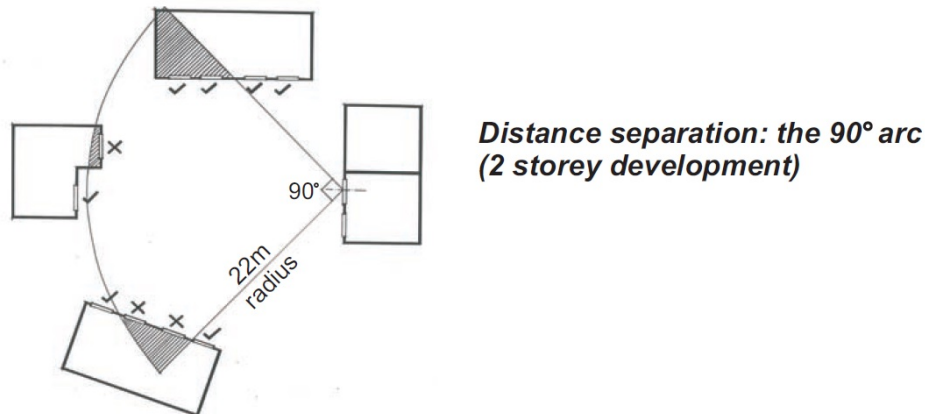 Distance separation: the 90° arc
(2 storey development)
90°
22m
radius